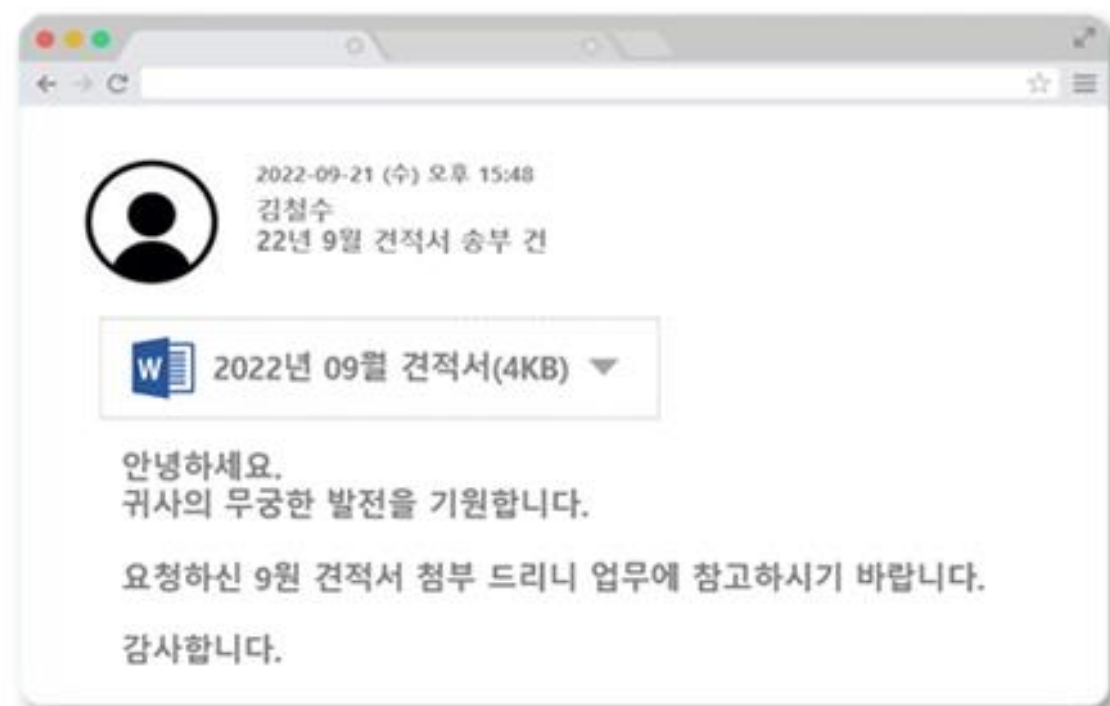 2022-09-21 (수) 오후 15:48
김철수
22년 9월 견적서 송부 건
W
2022년 09월 견적서(4KB)
안녕하세요.
귀사의 무궁한 발전을 기원합니다.
요청하신 9원 견적서 첨부 드리니 업무에 참고하시기 바랍니다.
감사합니다.